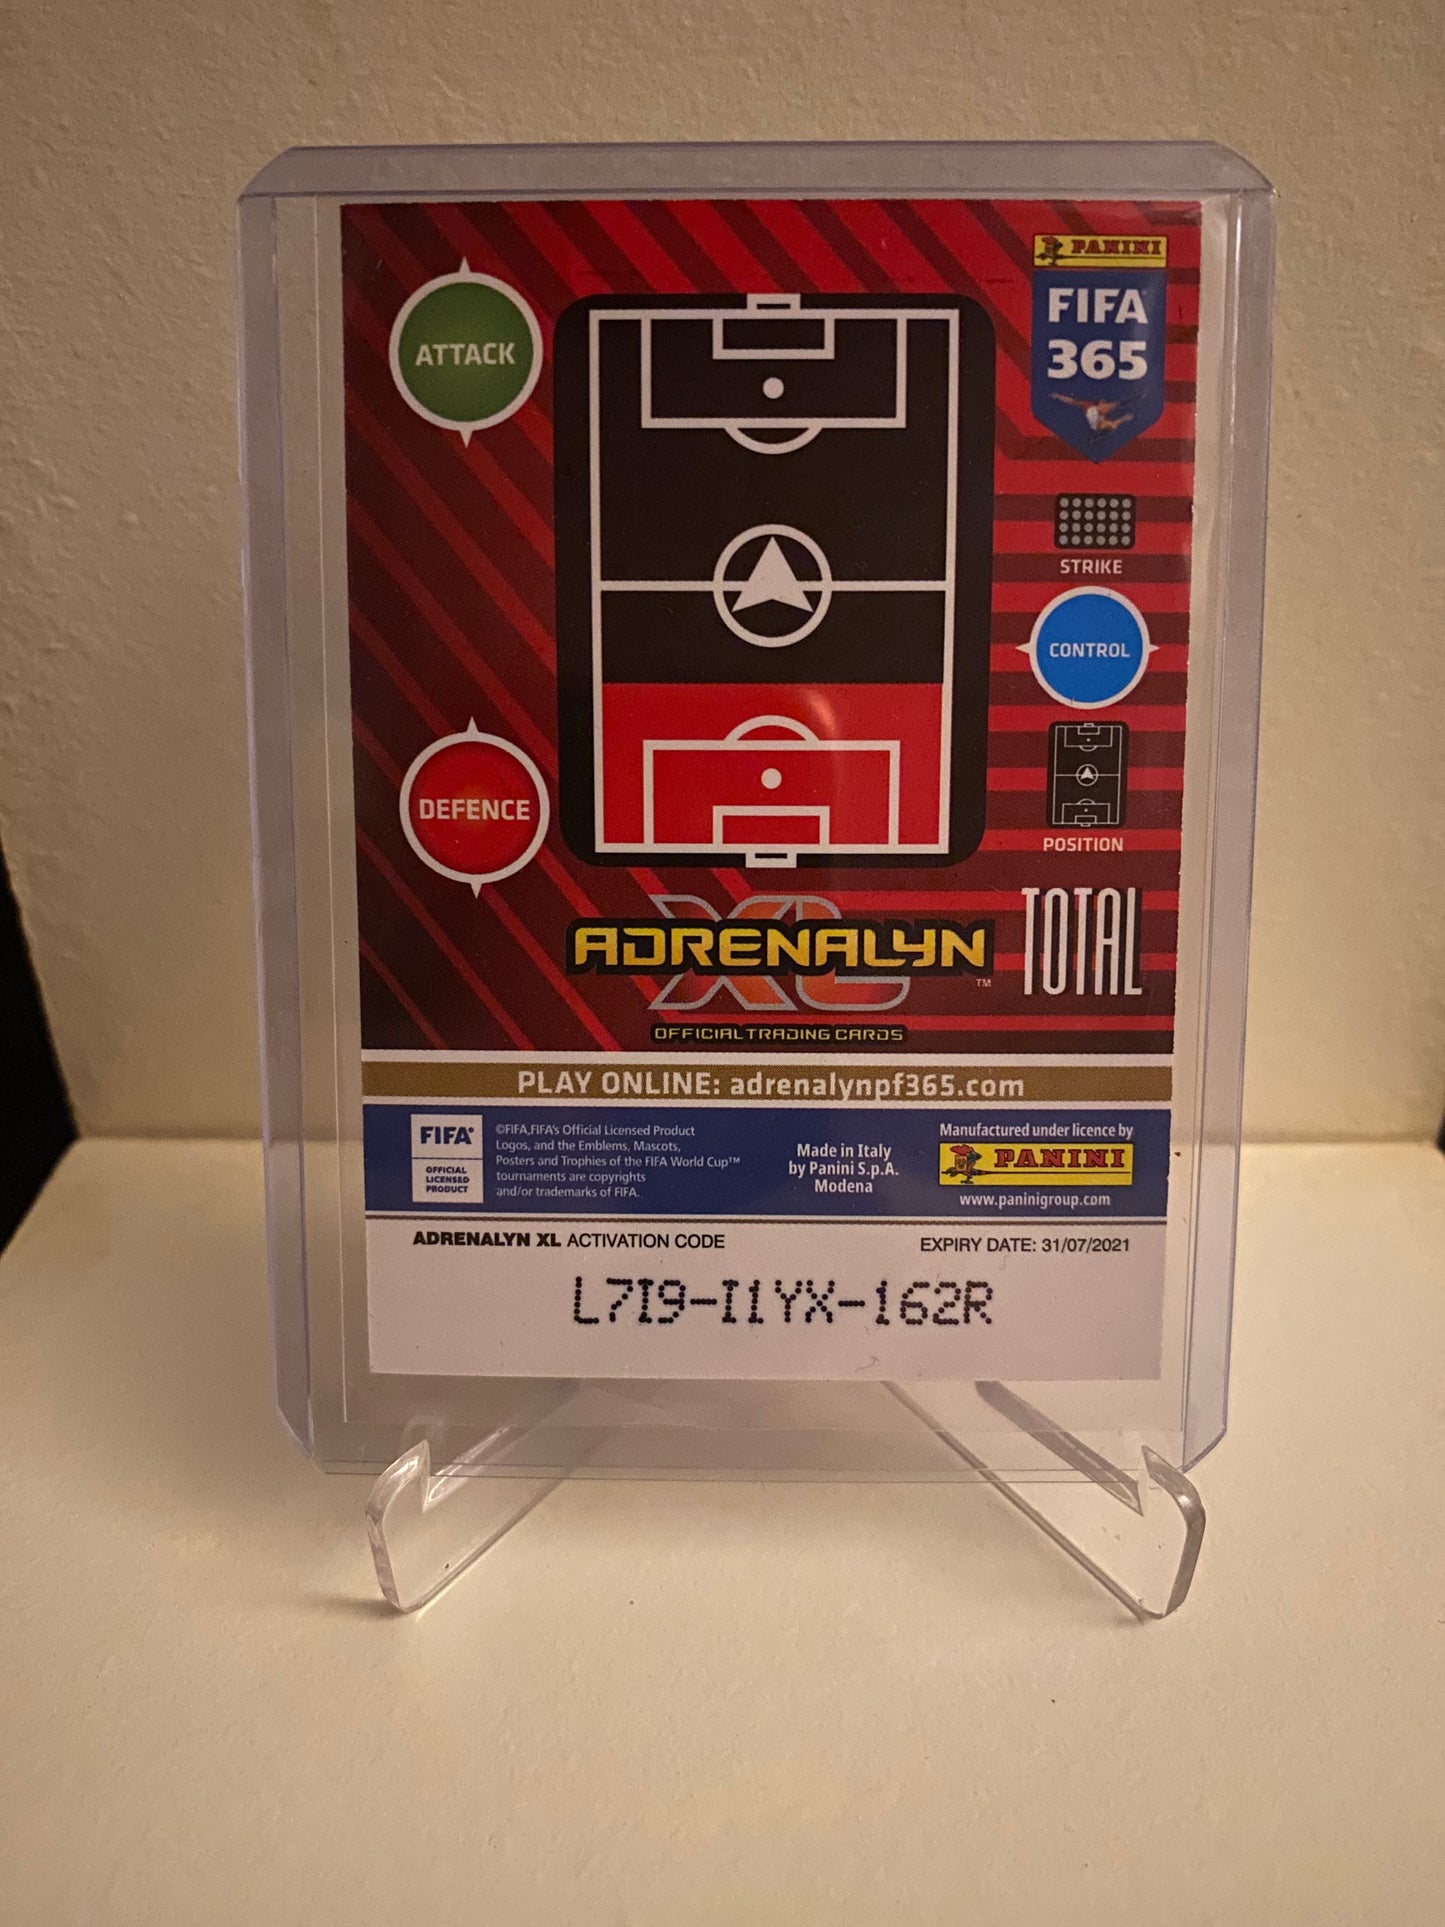 PANINI
FIFA
365
ATTACK
STRIKE
CONTROL
DEFENCE
POSITION
ADRENALYN
XL
TM
TOTAL
OFFICIAL TRADING CARDS
PLAY ONLINE: adrenalynpf365.com
FIFA®
OFFICIAL
LICENSED
PRODUCT
©FIFA,FIFA's Official Licensed Product
Logos, and the Emblems, Mascots,
Posters and Trophies of the FIFA World Cup™
tournaments are copyrights
and/or trademarks of FIFA.
Made in Italy
by Panini S.p.A.
Modena
Manufactured under licence by
PANINI
www.paninigroup.com
ADRENALYN XL ACTIVATION CODE
EXPIRY DATE: 31/07/2021
L7I9-I1YX-162R